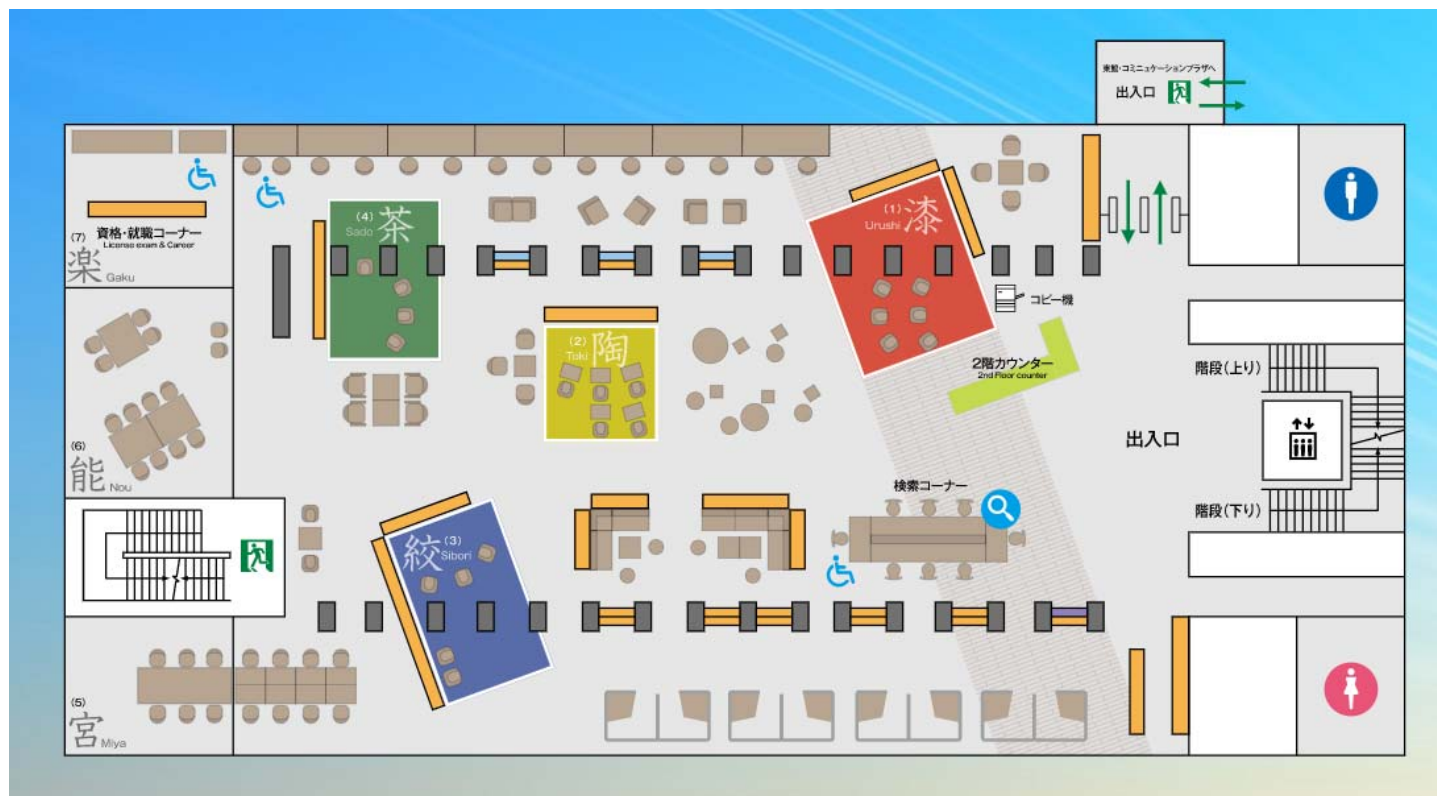 東館・コミュニケーションプラザへ
出入口
(7) 資格・就職コーナー
License exam & Career
楽 Gaku
(4) 茶
Sado
(1) 漆
Urushi
コピー機
(2) 陶
Toki
2階カウンター
2nd Floor counter
階段(上り)
出入口
(6)
能 Nou
検索コーナー
階段(下り)
(3)
絞 Sibori
(5)
宮 Miya